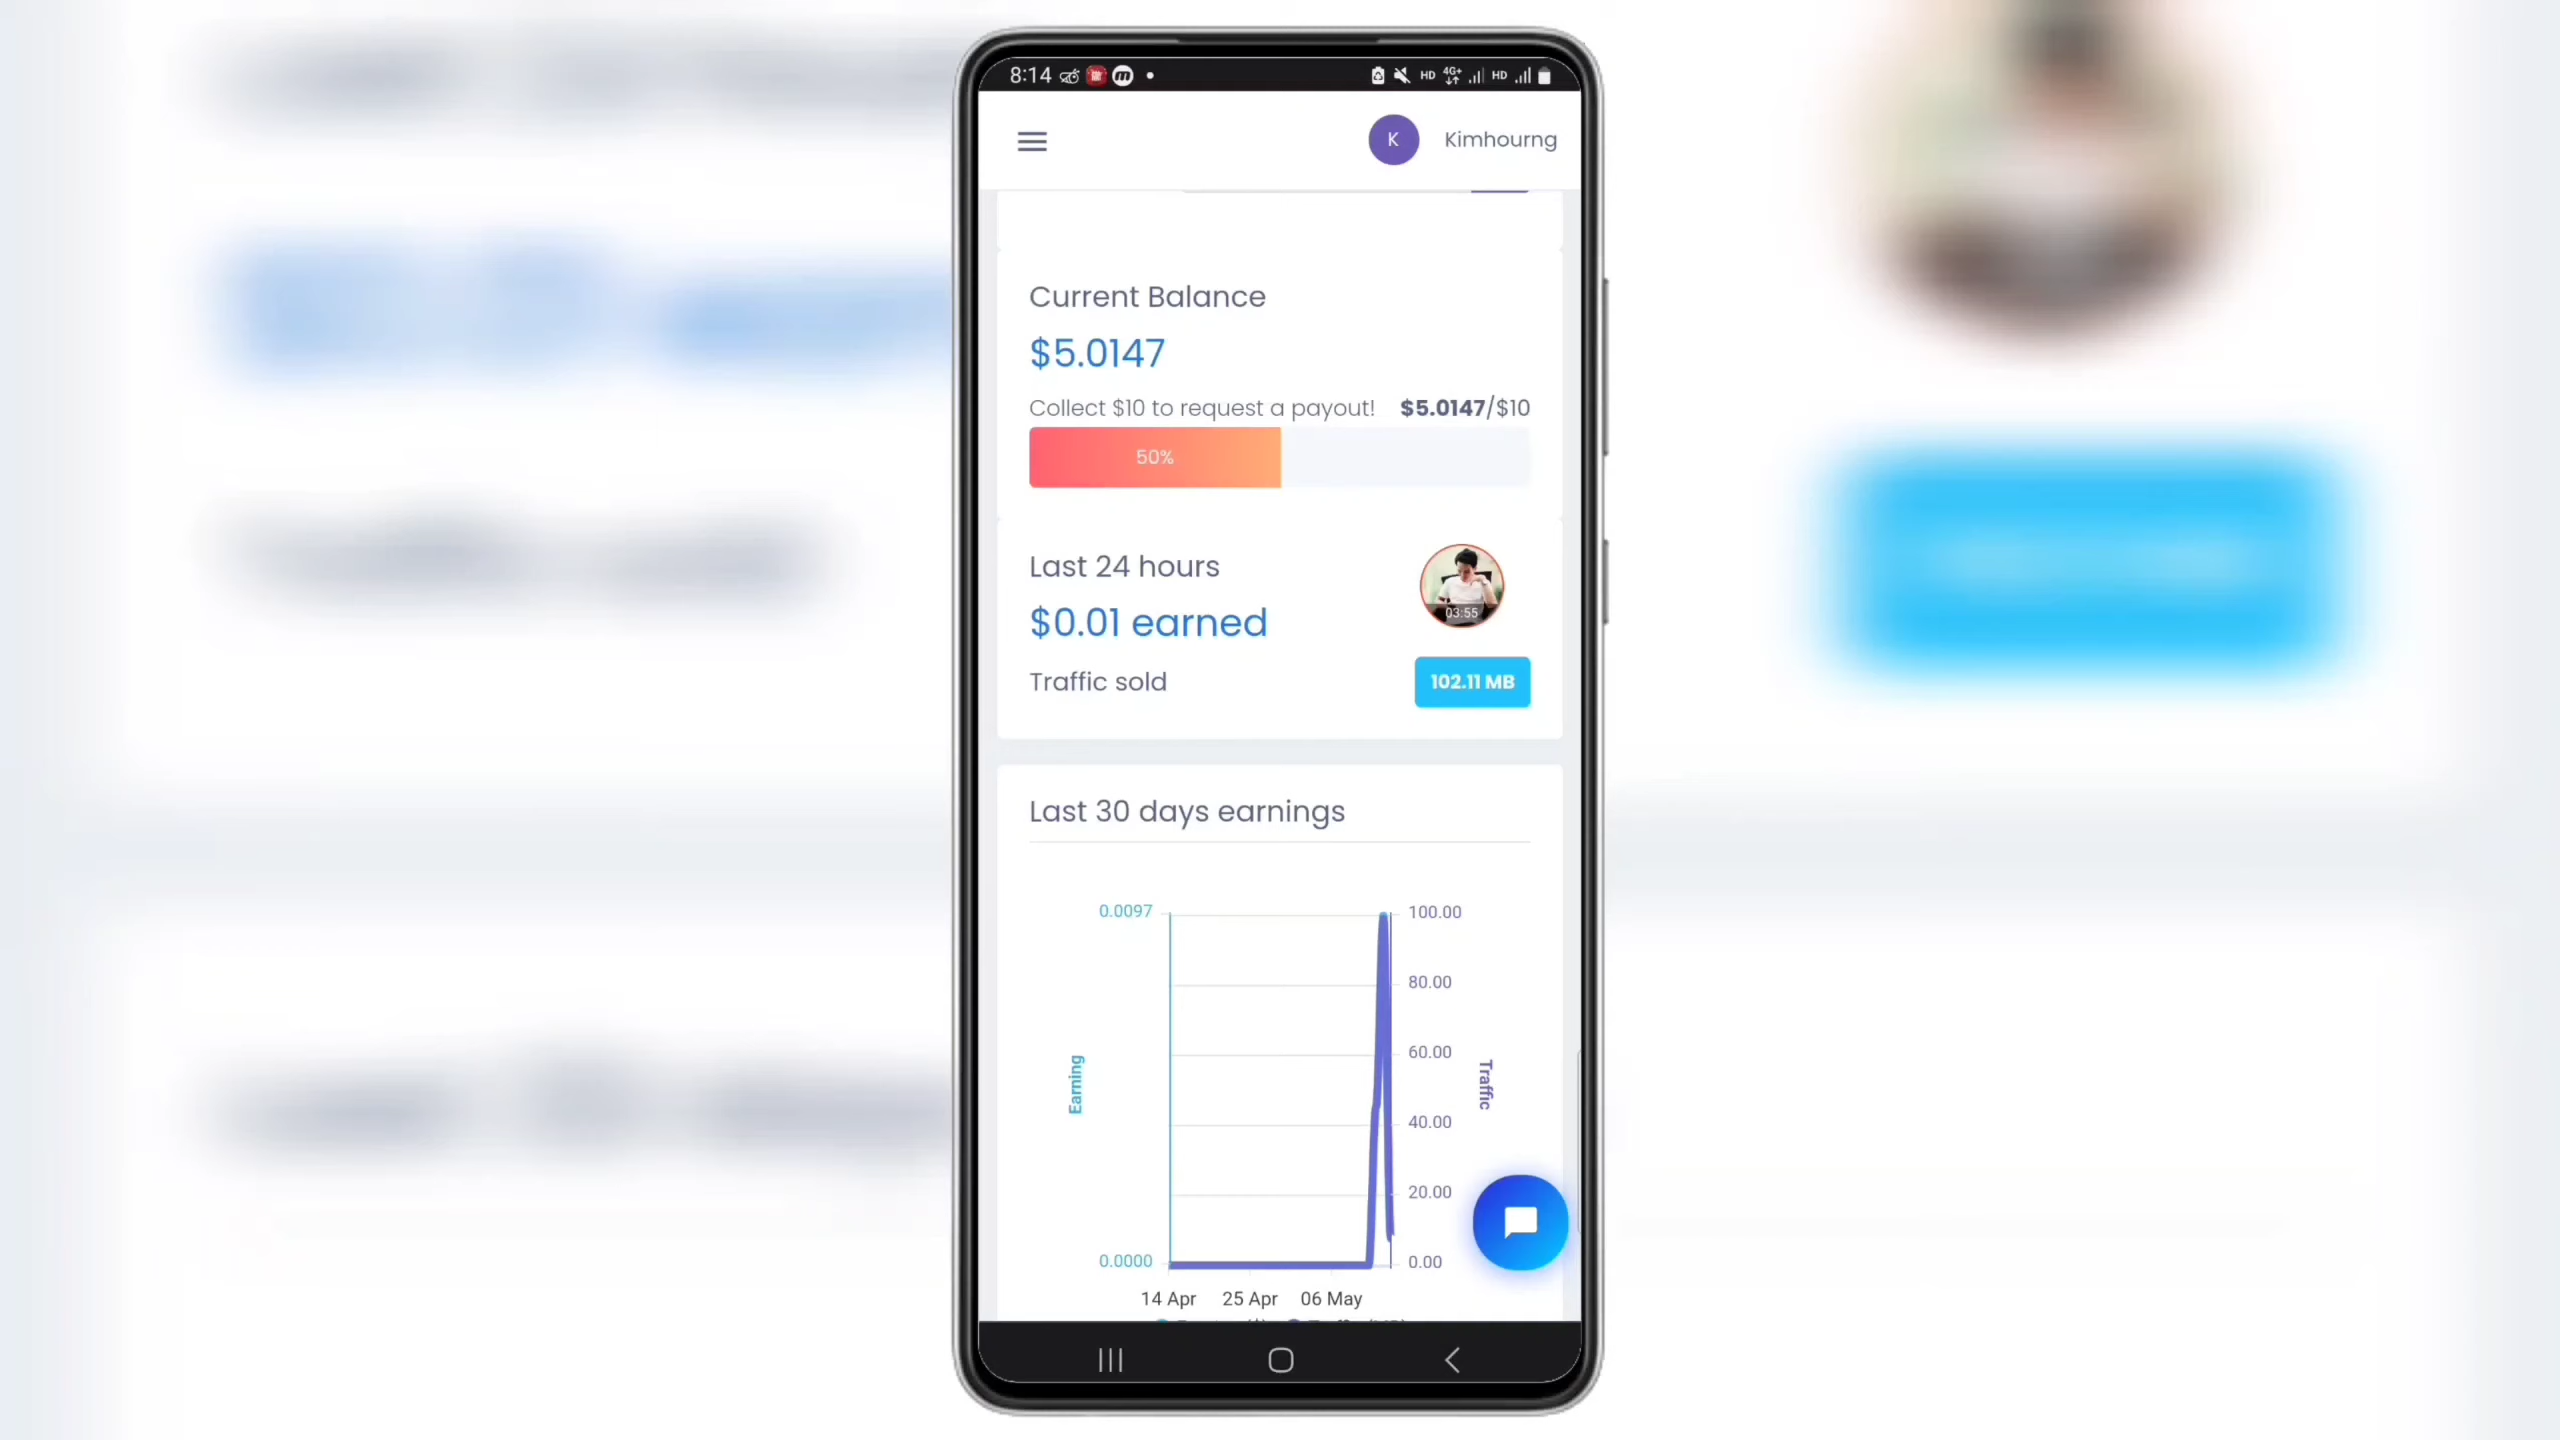 8:14
HD 4G+ HD
K Kimhourng
Current Balance
$5.0147
Collect $10 to request a payout! $5.0147/$10
50%
Last 24 hours
03:55
$0.01 earned
Traffic sold 102.11 MB
Last 30 days earnings
0.0097 100.00
80.00
60.00
Earning Traffic
40.00
20.00
0.0000 0.00
14 Apr 25 Apr 06 May